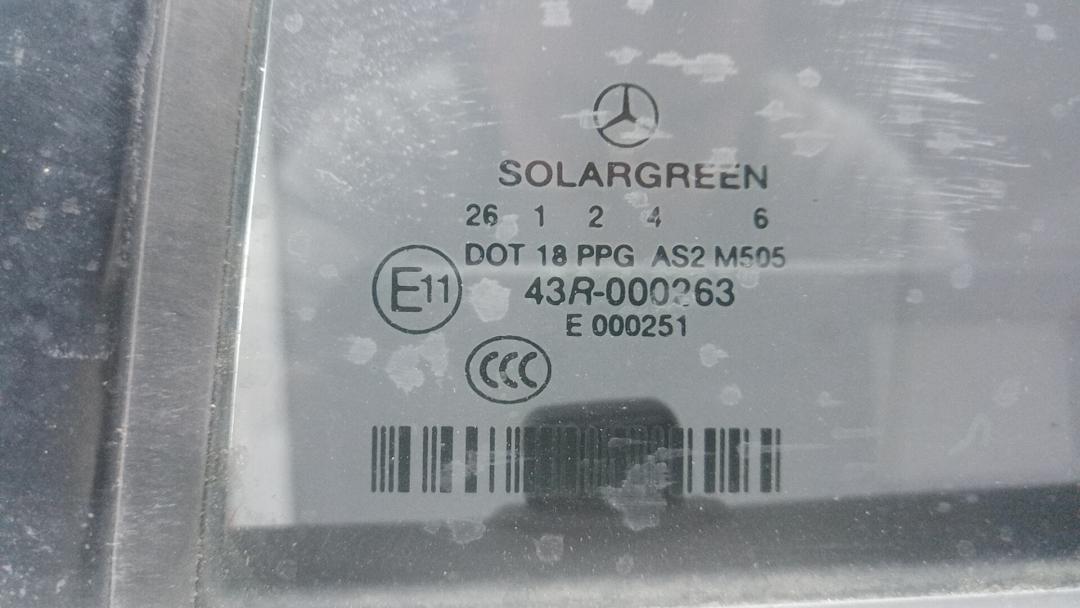 SOLARGREEN
26 1 2 4 6
DOT 18 PPG AS2 M505
E11
43R-000263
E 000251
CCC